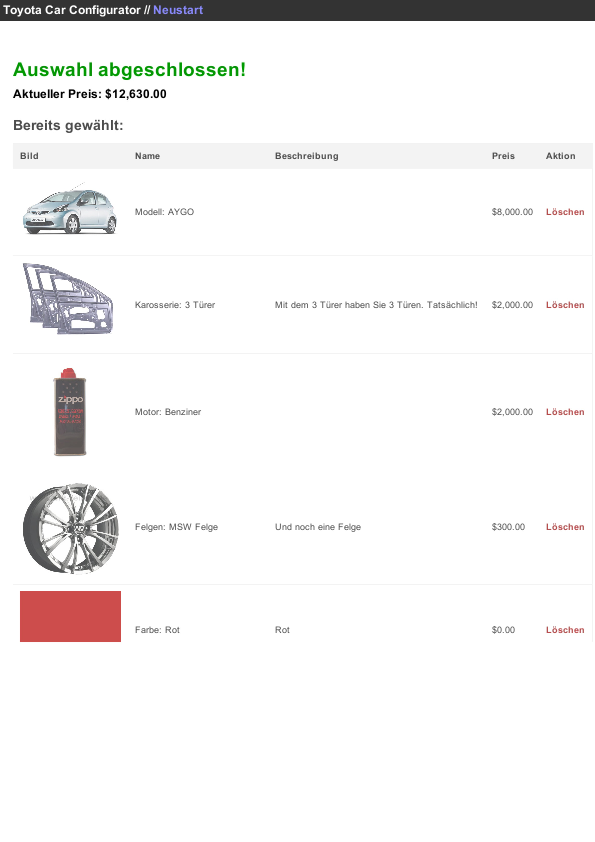 Toyota Car Configurator // Neustart
Auswahl abgeschlossen!
Aktueller Preis: $12,630.00
Bereits gewählt:
Bild Name Beschreibung Preis Aktion
Modell: AYGO $8,000.00 Löschen
Karosserie: 3 Türer Mit dem 3 Türer haben Sie 3 Türen. Tatsächlich! $2,000.00 Löschen
zippo
Motor: Benziner $2,000.00 Löschen
Felgen: MSW Felge Und noch eine Felge $300.00 Löschen
Farbe: Rot Rot $0.00 Löschen